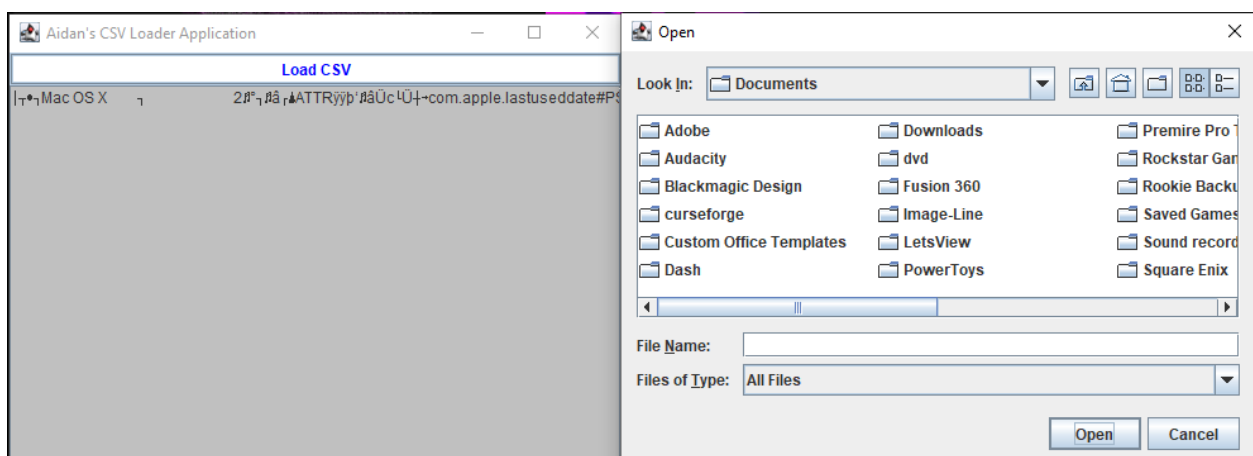 Aidan's CSV Loader Application
Load CSV
Mac OS X
ATTRÿÿþ
com.apple.lastuseddate#PS
Open
Look In:
Documents
Adobe
Audacity
Blackmagic Design
curseforge
Custom Office Templates
Dash
Downloads
dvd
Fusion 360
Image-Line
LetsView
PowerToys
Premire Pro
Rockstar Gar
Rookie Backu
Saved Games
Sound record
Square Enix
File Name:
Files of Type:
All Files
Open
Cancel